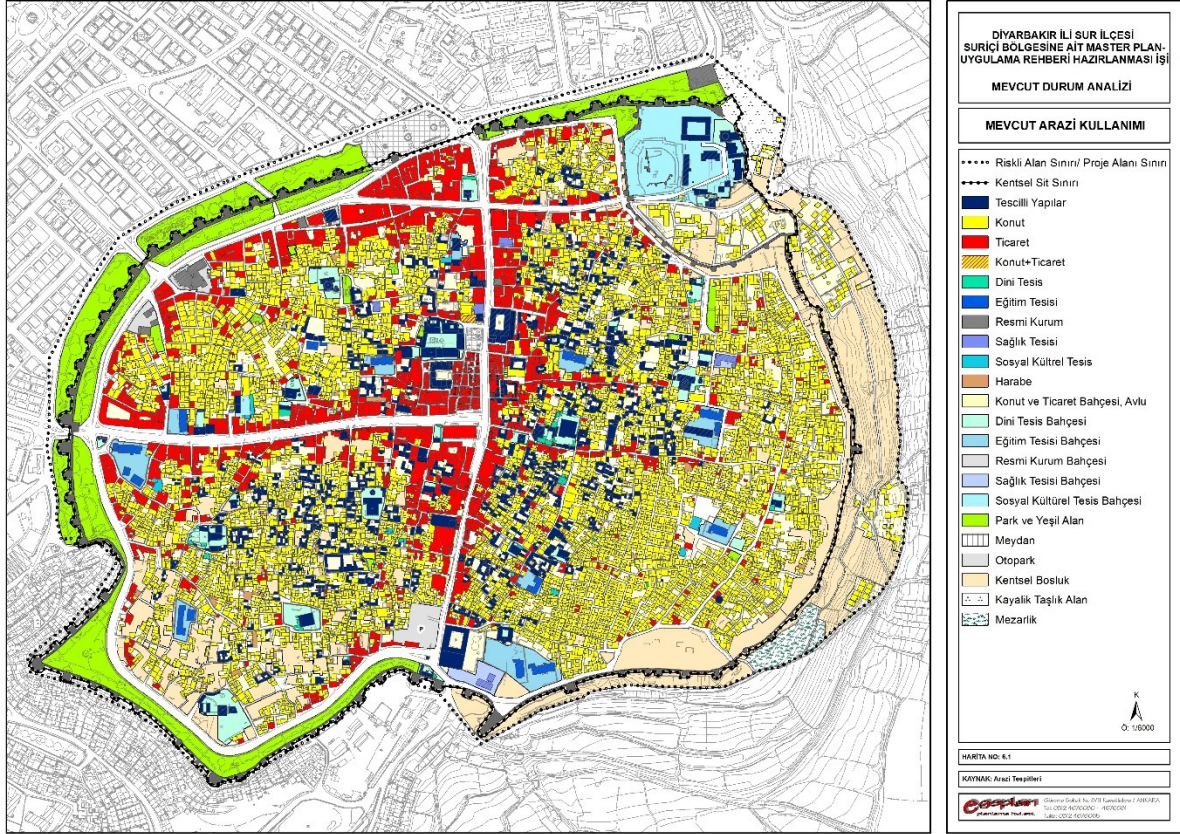 DİYARBAKIR İLİ SUR İLÇESİ
SURİÇİ BÖLGESİNE AİT MASTER PLAN-
UYGULAMA REHBERİ HAZIRLANMASI İŞİ
MEVCUT DURUM ANALİZİ
MEVCUT ARAZİ KULLANIMI
Riskli Alan Sınırı/ Proje Alanı Sınırı
Kentsel Sit Sınırı
Tescilli Yapılar
Konut
Ticaret
Konut+Ticaret
Dini Tesis
Eğitim Tesisi
Resmi Kurum
Sağlık Tesisi
Sosyal Kültrel Tesis
Harabe
Konut ve Ticaret Bahçesi, Avlu
Dini Tesis Bahçesi
Eğitim Tesisi Bahçesi
Resmi Kurum Bahçesi
Sağlık Tesisi Bahçesi
Sosyal Kültürel Tesis Bahçesi
Park ve Yeşil Alan
Meydan
Otopark
Kentsel Bosluk
Kayalik Taşlık Alan
Mezarlik
K
Ö: 1/6000
HARİTA NO: 6.1
KAYNAK: Arazi Tespitleri
egeplan
planlama
P